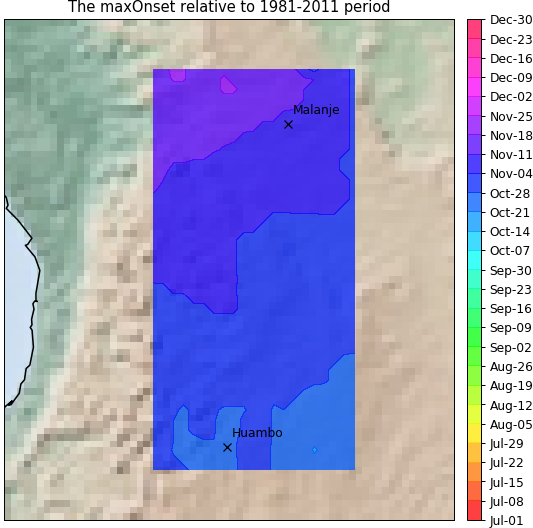 The maxOnset relative to 1981-2011 period
Malanje
Huambo
Dec-30
Dec-23
Dec-16
Dec-09
Dec-02
Nov-25
Nov-18
Nov-11
Nov-04
Oct-28
Oct-21
Oct-14
Oct-07
Sep-30
Sep-23
Sep-16
Sep-09
Sep-02
Aug-26
Aug-19
Aug-12
Aug-05
Jul-29
Jul-22
Jul-15
Jul-08
Jul-01